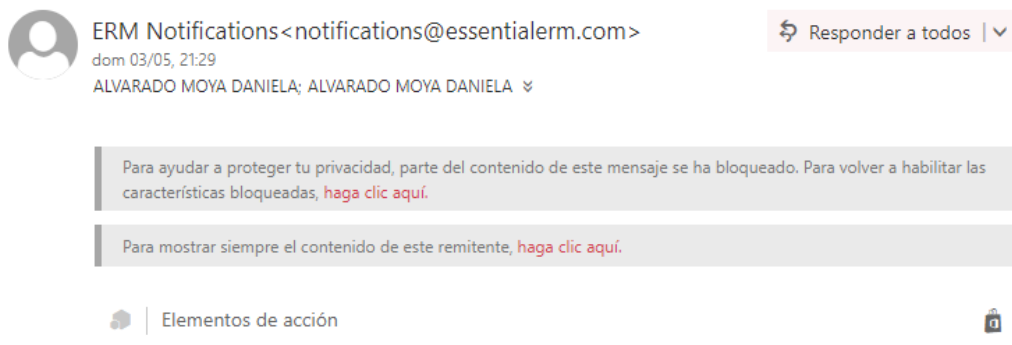 ERM Notifications<notifications@essentialerm.com>
Responder a todos
dom 03/05, 21:29
ALVARADO MOYA DANIELA; ALVARADO MOYA DANIELA
Para ayudar a proteger tu privacidad, parte del contenido de este mensaje se ha bloqueado. Para volver a habilitar las
características bloqueadas, haga clic aquí.
Para mostrar siempre el contenido de este remitente, haga clic aquí.
Elementos de acción